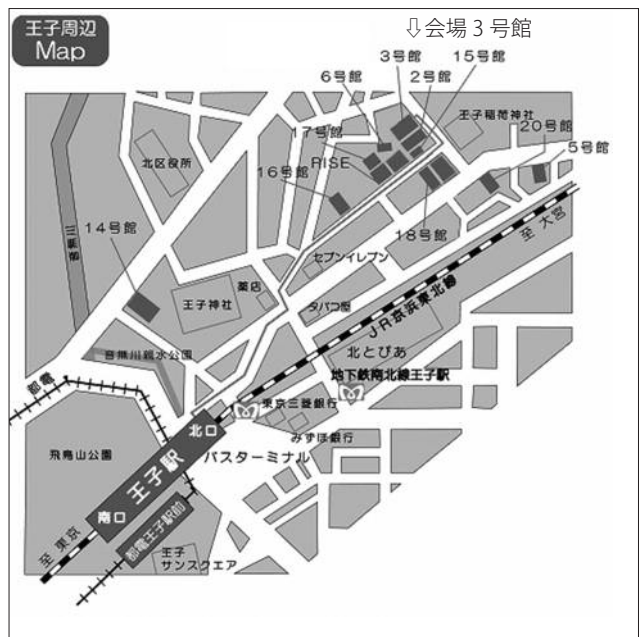 王子周辺
Map
⇩会場3号館
3号館
15号館
6号館
2号館
17号館
RISE
王子稲荷神社
20号館
5号館
北区役所
16号館
14号館
18号館
音無川
至大宮
セブンイレブン
薬店
王子神社
タバコ屋
JR京浜東北線
北とぴあ
音無川親水公園
地下鉄南北線王子駅
都電
東京三菱銀行
北口
みずほ銀行
飛鳥山公園
バスターミナル
王子駅
南口
都電王子駅前
至東京
王子
サンスクエア